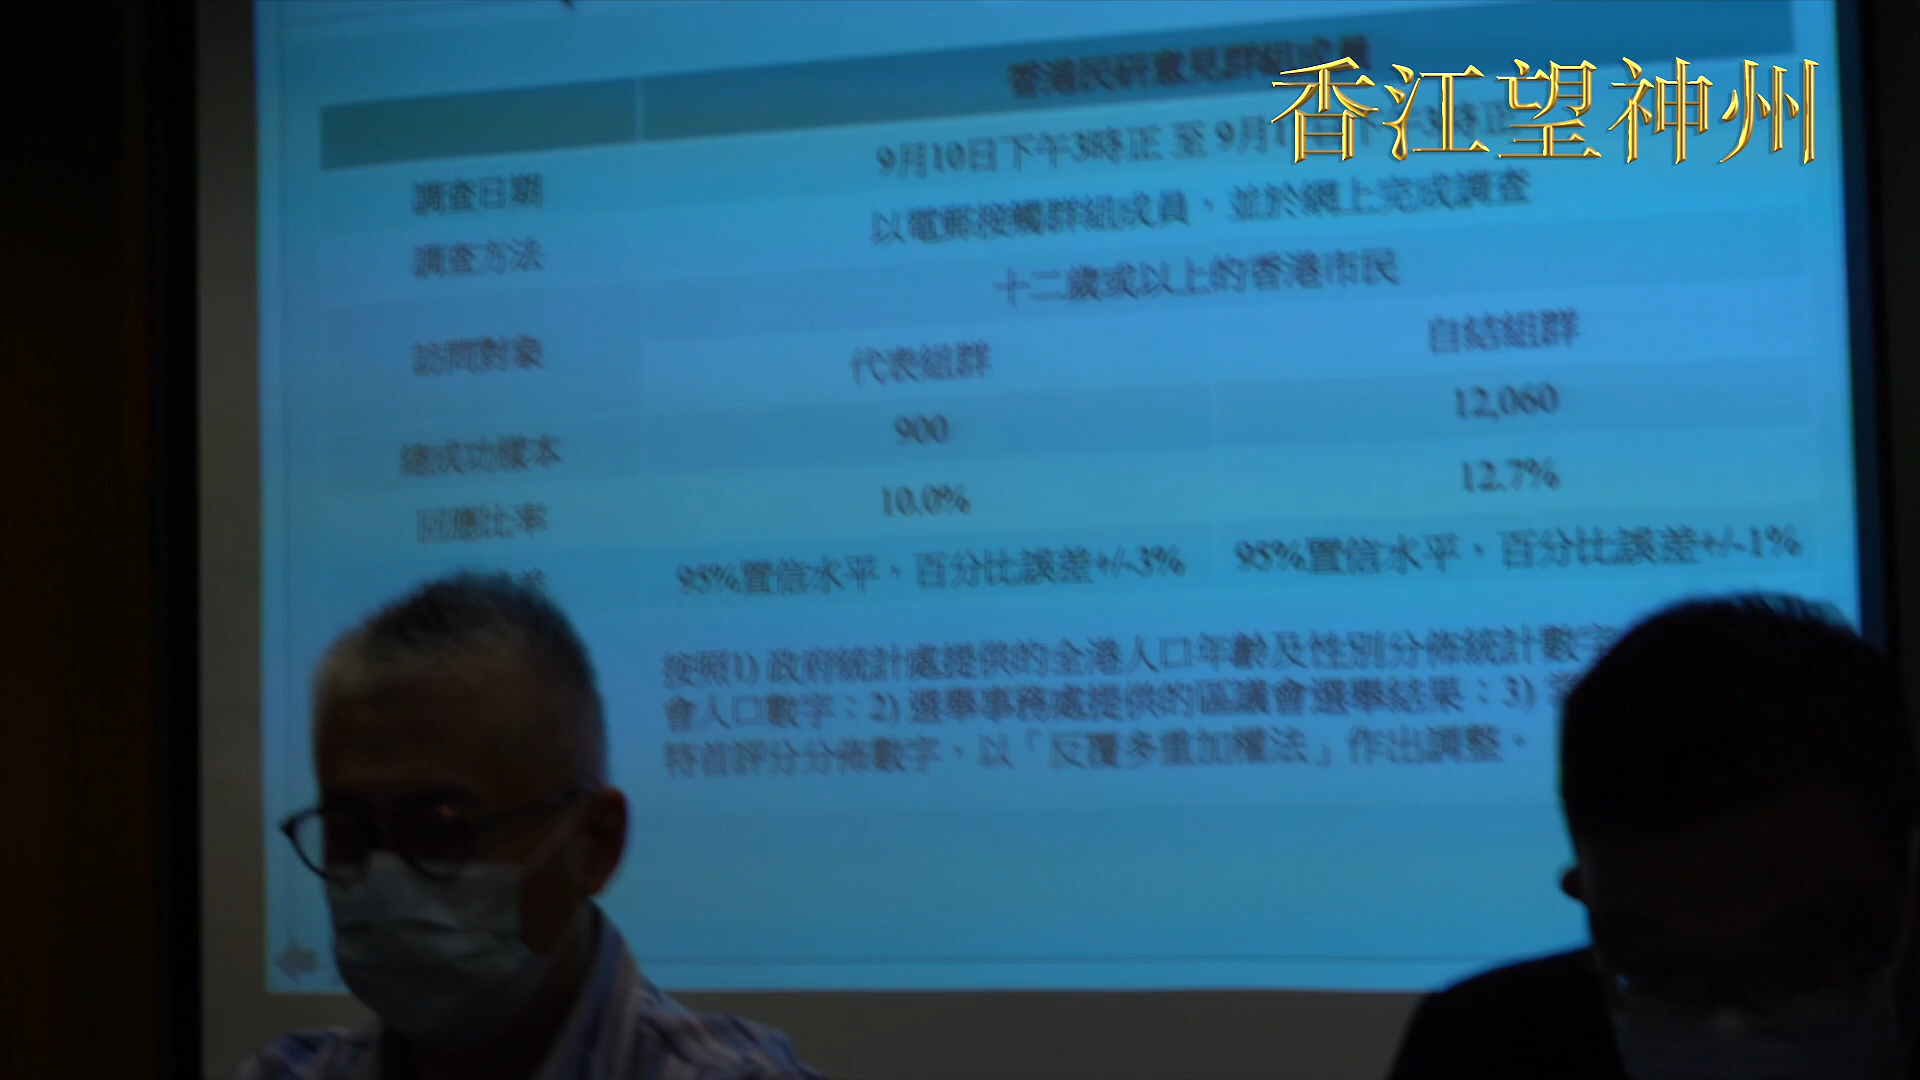 香港民研意見群組成員
香江望神州
調查日期 9月10日下午3時正 至 9月1
調查方法 以電郵接觸群組成員，並於網上完成調查
訪問對象 十二歲或以上的香港市民
代表組群 自結組群
總成功樣本 900 12,060
回應比率 10.0% 12.7%
95%置信水平，百分比誤差+/-3% 95%置信水平，百分比誤差+/-1%
按照1) 政府統計處提供的全港人口年齡及性別分佈統計數字
會人口數字；2) 選舉事務處提供的區議會選舉結果；3)
特首評分分佈數字，以「反覆多重加權法」作出調整。